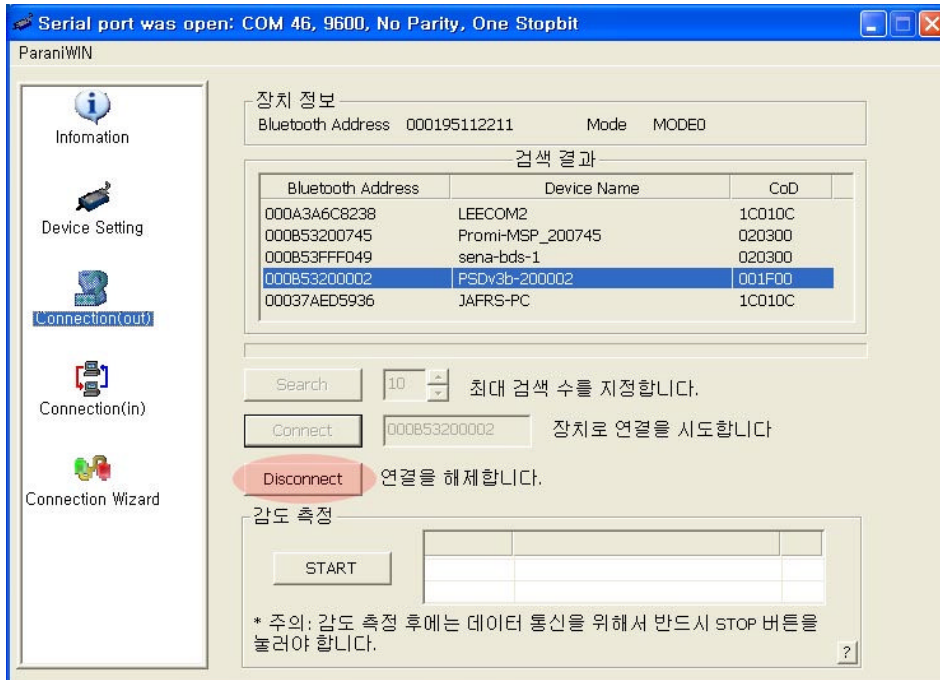 Serial port was open: COM 46, 9600, No Parity, One Stopbit
ParaniWIN
Infomation
Device Setting
Connection(out)
Connection(in)
Connection Wizard
장치 정보
Bluetooth Address 000195112211 Mode MODE0
검색 결과
Bluetooth Address Device Name CoD
000A3A6C8238 LEECOM2 1C010C
000B53200745 Promi-MSP_200745 020300
000B53FFF049 sena-bds-1 020300
000B53200002 PSDv3b-200002 001F00
00037AED5936 JAFRS-PC 1C010C
Search 10 최대 검색 수를 지정합니다.
Connect 000B53200002 장치로 연결을 시도합니다
Disconnect 연결을 해제합니다.
감도 측정
START
* 주의: 감도 측정 후에는 데이터 통신을 위해서 반드시 STOP 버튼을
눌러야 합니다.
?